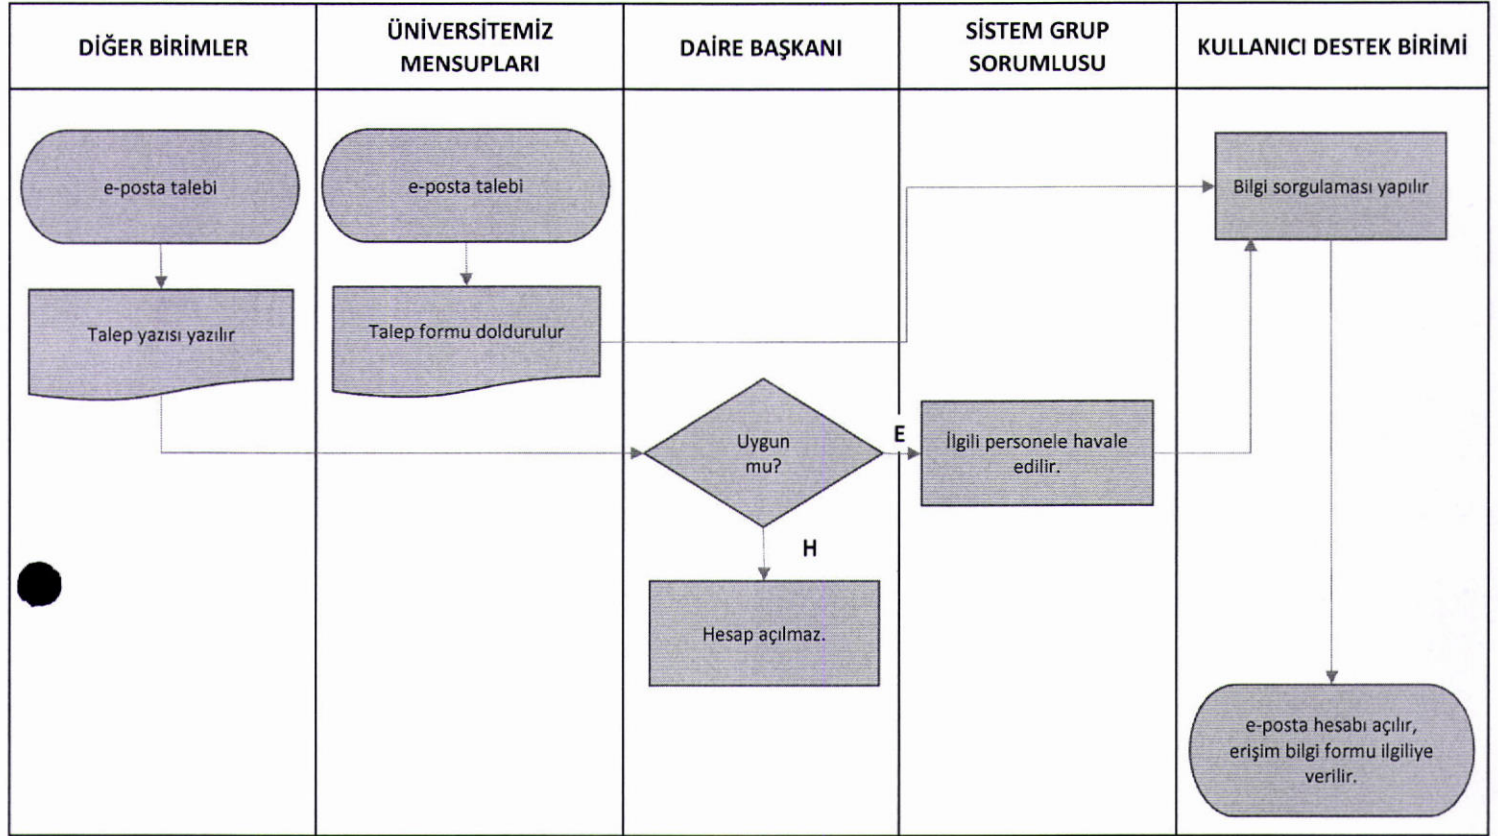 DİĞER BİRİMLER
ÜNİVERSİTEMİZ
MENSUPLARI
DAİRE BAŞKANI
SİSTEM GRUP
SORUMLUSU
KULLANICI DESTEK BİRİMİ
e-posta talebi
e-posta talebi
Bilgi sorgulaması yapılır
Talep yazısı yazılır
Talep formu doldurulur
Uygun
mu?
E
İlgili personele havale
edilir.
H
Hesap açılmaz.
e-posta hesabı açılır,
erişim bilgi formu ilgiliye
verilir.